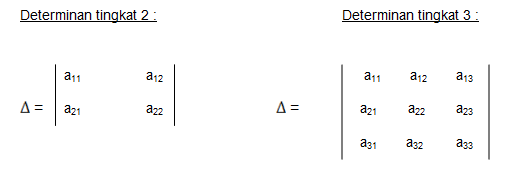 Determinan tingkat 2 :
a₁₁ a₁₂
Δ =
a₂₁ a₂₂
Determinan tingkat 3 :
a₁₁ a₁₂ a₁₃
Δ =
a₂₁ a₂₂ a₂₃
a₃₁ a₃₂ a₃₃